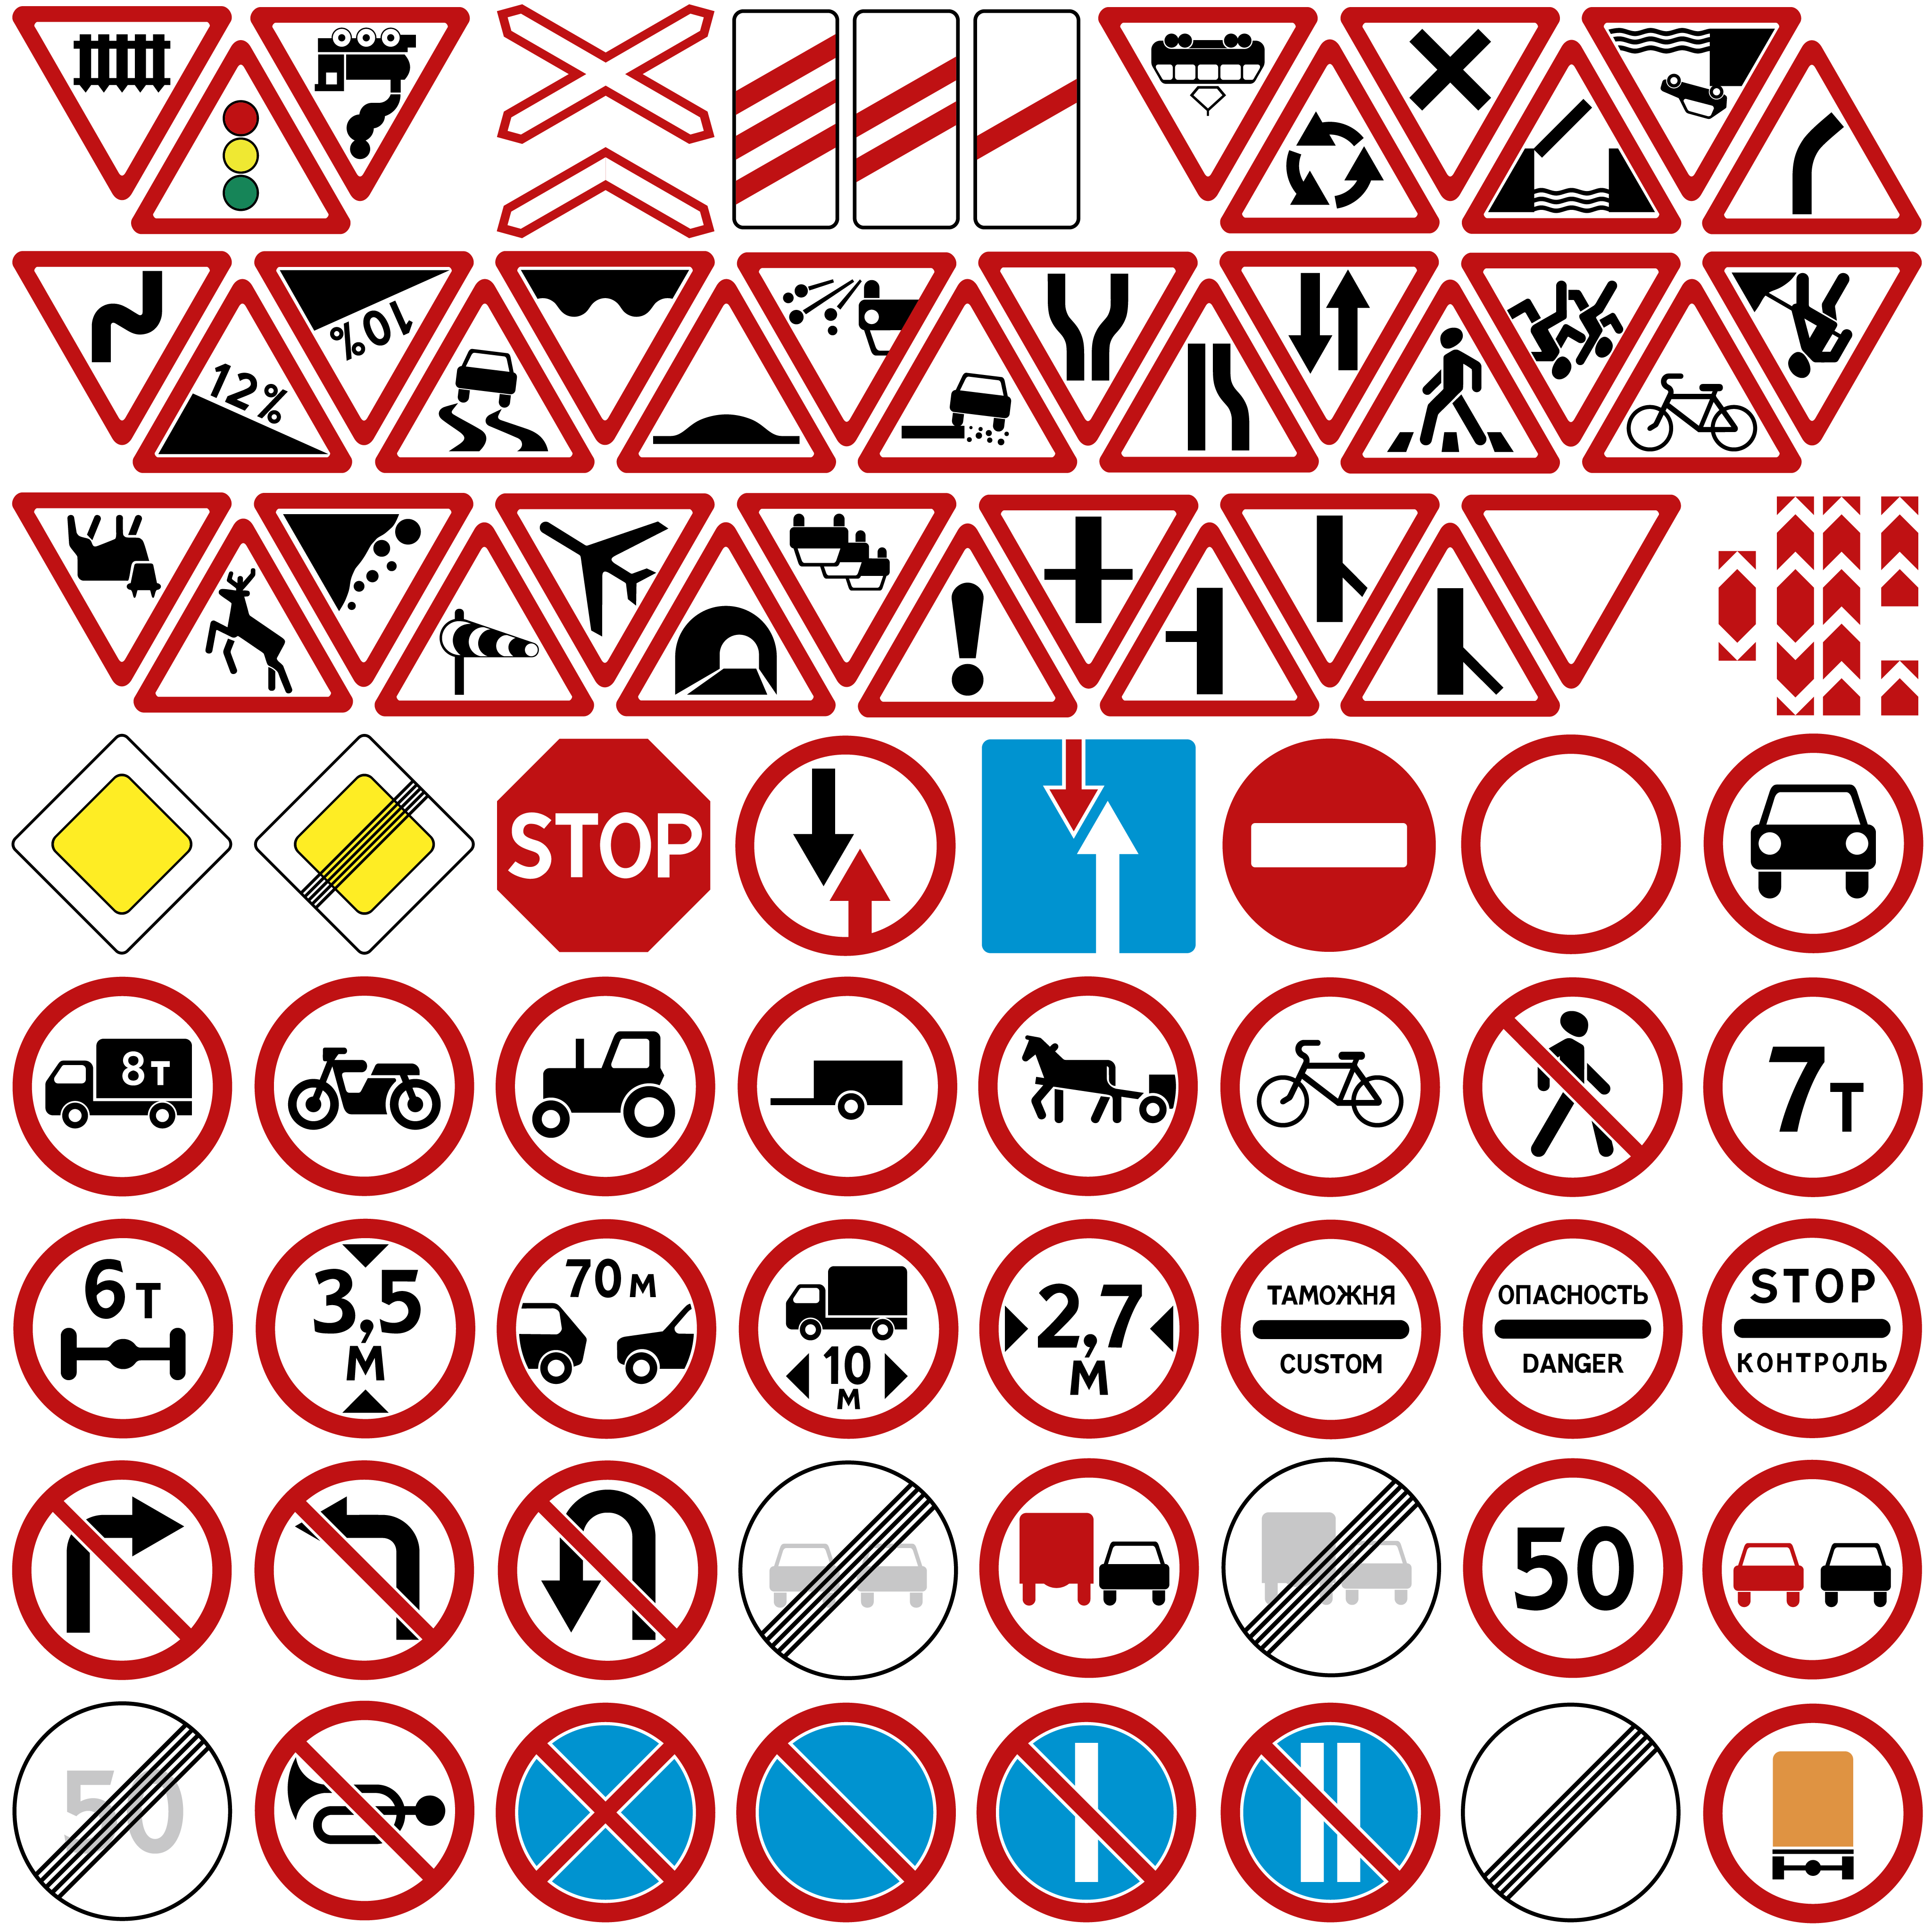 10%
12%
STOP
8т
7т
6т
3,5
м
70 м
10
м
2,7
м
ТАМОЖНЯ
CUSTOM
ОПАСНОСТЬ
DANGER
STOP
КОНТРОЛЬ
50
50